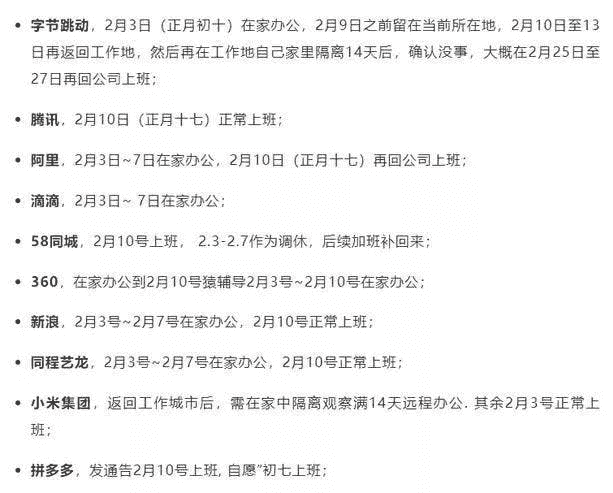 • 字节跳动，2月3日（正月初十）在家办公，2月9日之前留在当前所在地，2月10日至13
日再返回工作地，然后再在工作地自己家里隔离14天后，确认没事，大概在2月25日至
27日再回公司上班；
• 腾讯，2月10日（正月十七）正常上班；
• 阿里，2月3日~7日在家办公，2月10日（正月十七）再回公司上班；
• 滴滴，2月3日~ 7日在家办公；
• 58同城，2月10号上班， 2.3-2.7作为调休，后续加班补回来；
• 360，在家办公到2月10号猿辅导2月3号~2月10号在家办公；
• 新浪，2月3号~2月7号在家办公，2月10号正常上班；
• 同程艺龙，2月3号~2月7号在家办公，2月10号正常上班；
• 小米集团，返回工作城市后，需在家中隔离观察满14天远程办公. 其余2月3号正常上
班；
• 拼多多，发通告2月10号上班, 自愿”初七上班；